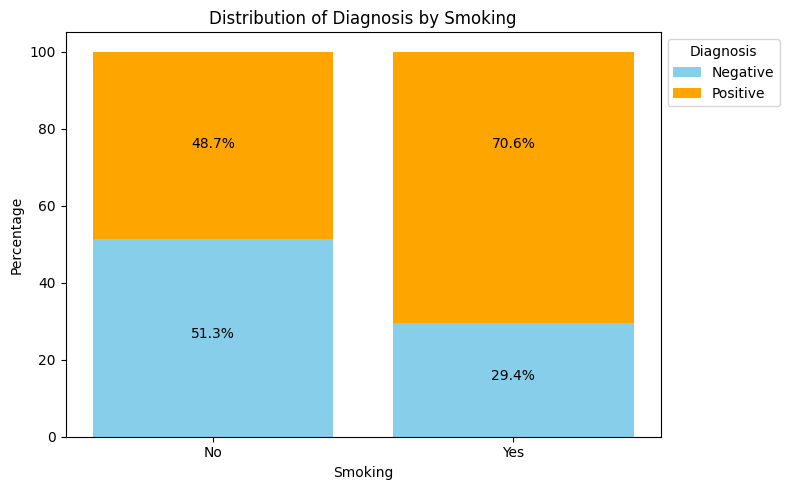 Distribution of Diagnosis by Smoking
Diagnosis
Negative
Positive
Percentage
100
80
60
40
20
0
48.7%
70.6%
51.3%
29.4%
No
Yes
Smoking